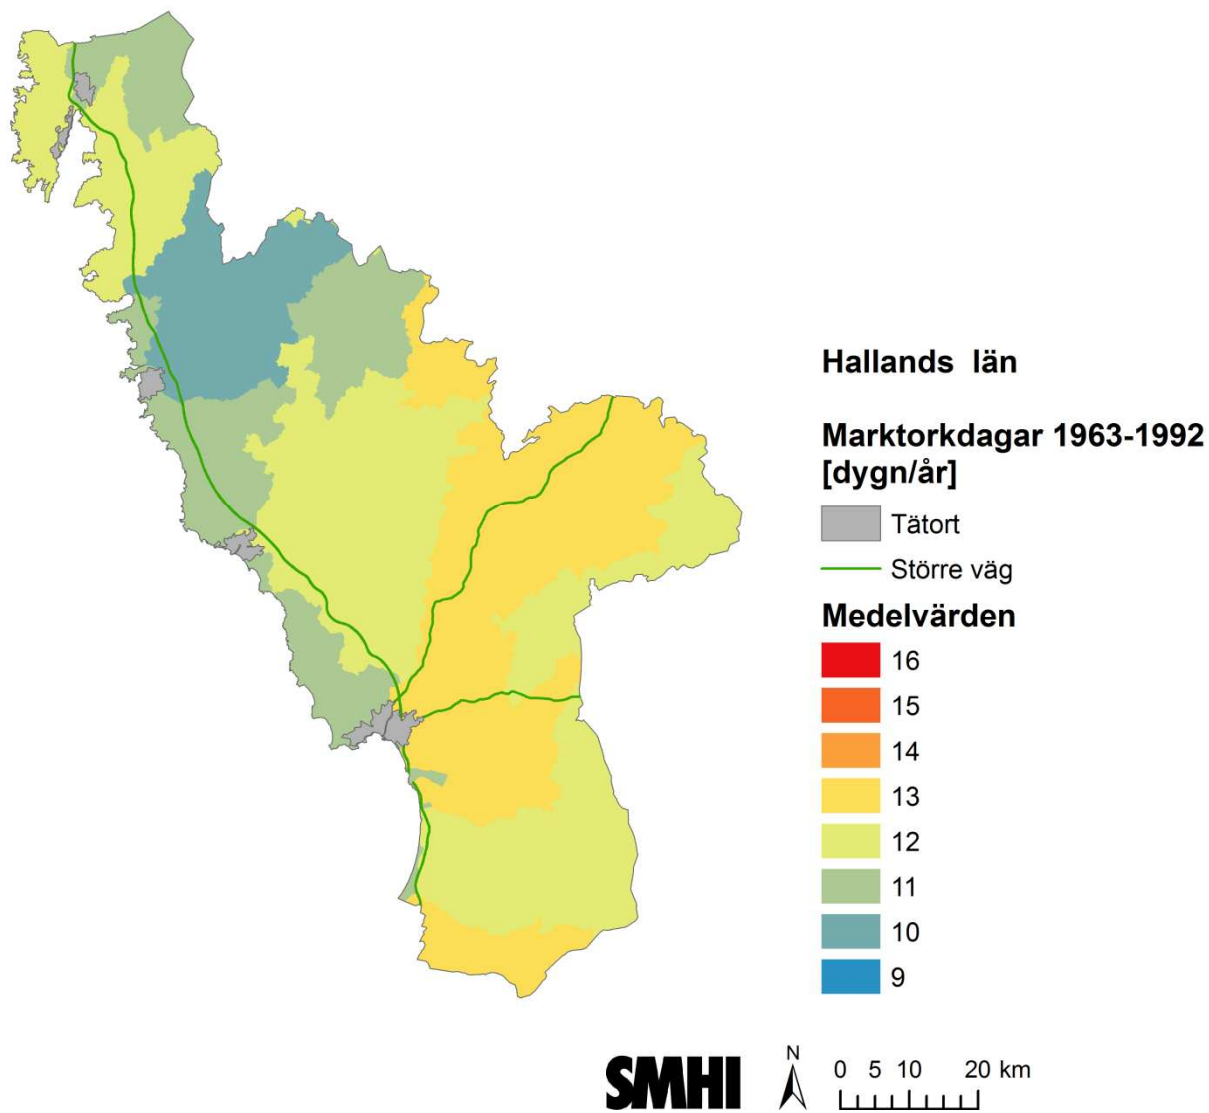 Hallands län
Marktorkdagar 1963-1992
[dygn/år]
Tätort
Större väg
Medelvärden
16
15
14
13
12
11
10
9
SMHI
N
0 5 10 20 km